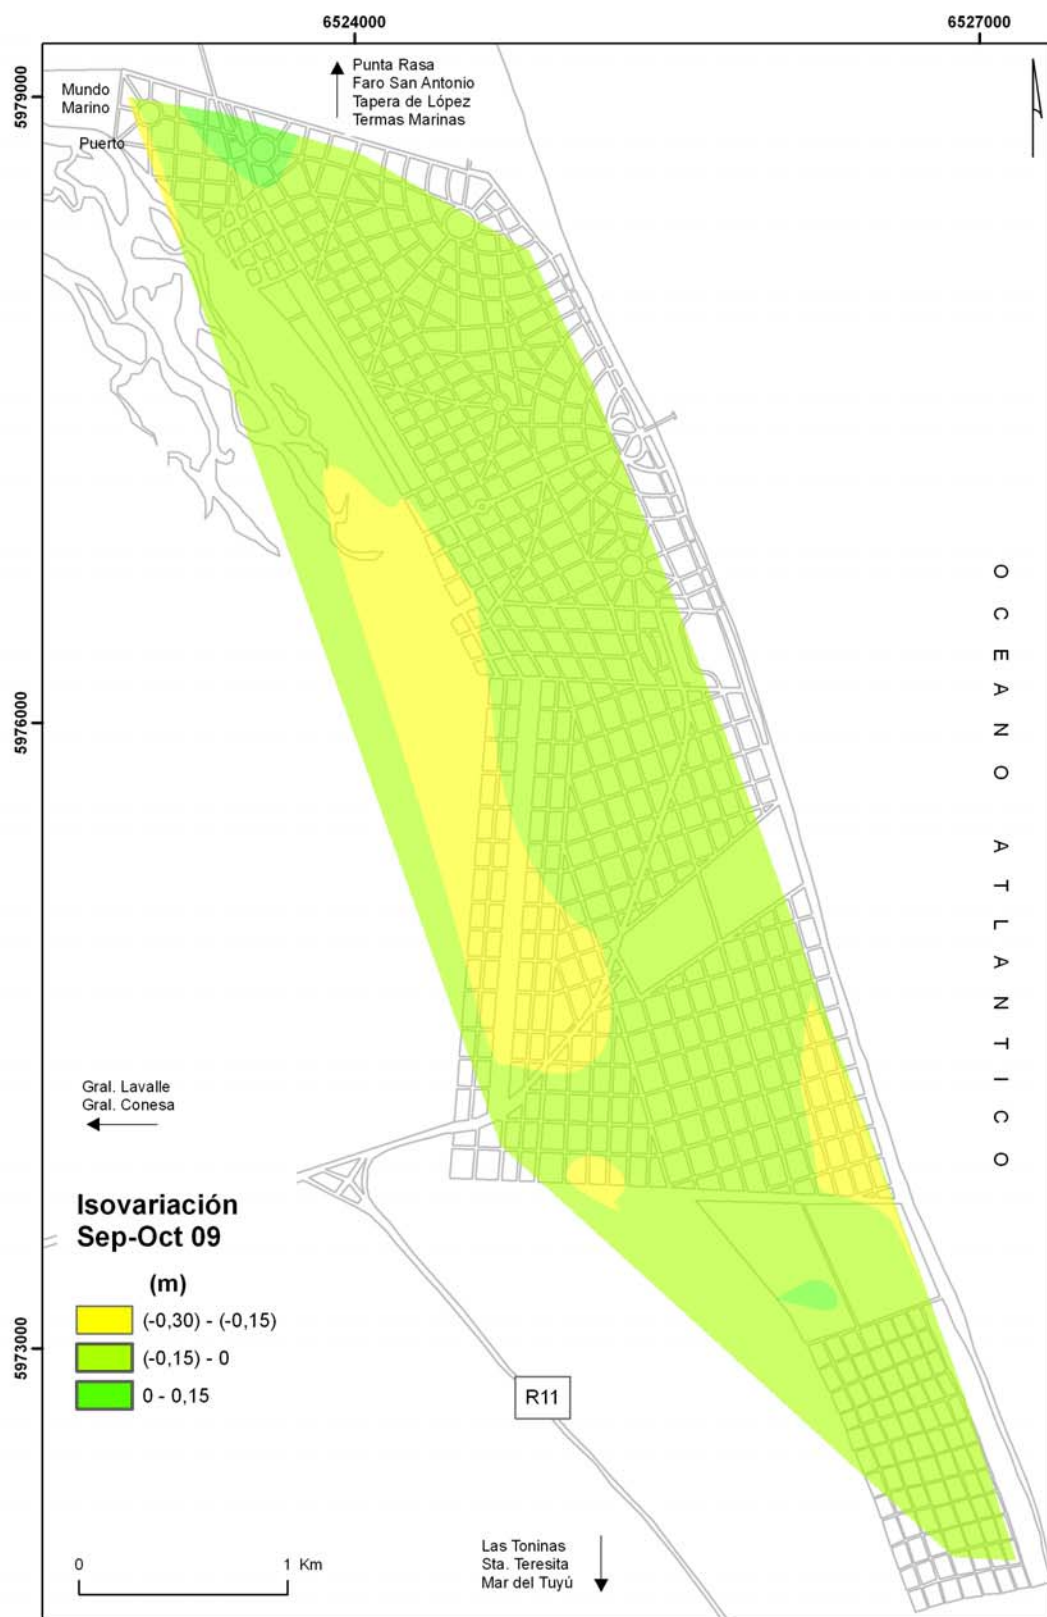 6524000
6527000
5979000
5976000
5973000
Mundo
Marino
Puerto
Punta Rasa
Faro San Antonio
Tapera de López
Termas Marinas
OCEANO ATLANTICO
Gral. Lavalle
Gral. Conesa
Isovariación
Sep-Oct 09
(m)
(-0,30) - (-0,15)
(-0,15) - 0
0 - 0,15
R11
0 1 Km
Las Toninas
Sta. Teresita
Mar del Tuyú